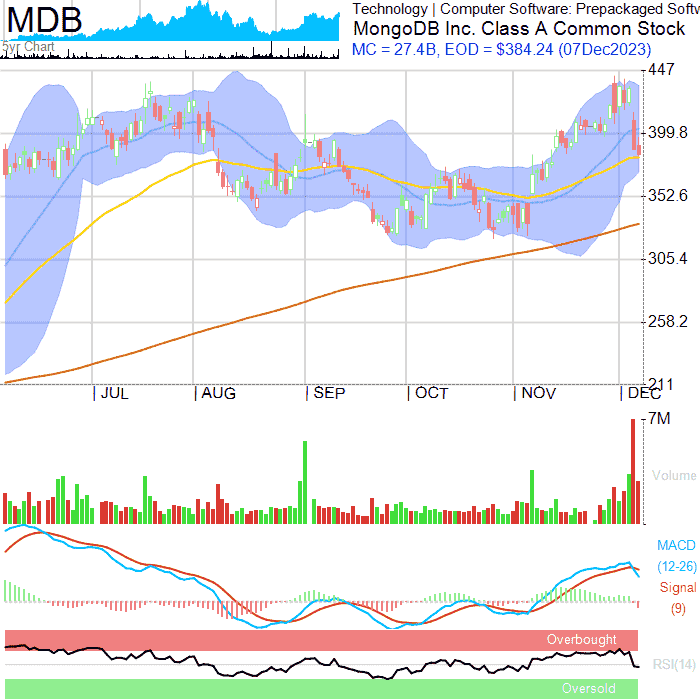 MDB
5yr Chart
Technology | Computer Software: Prepackaged Softw
MongoDB Inc. Class A Common Stock
MC = 27.4B, EOD = $384.24 (07Dec2023)
447
399.8
352.6
305.4
258.2
211
JUL AUG SEP OCT NOV DEC
7M
Volume
MACD
(12-26)
Signal
(9)
Overbought
RSI(14)
Oversold